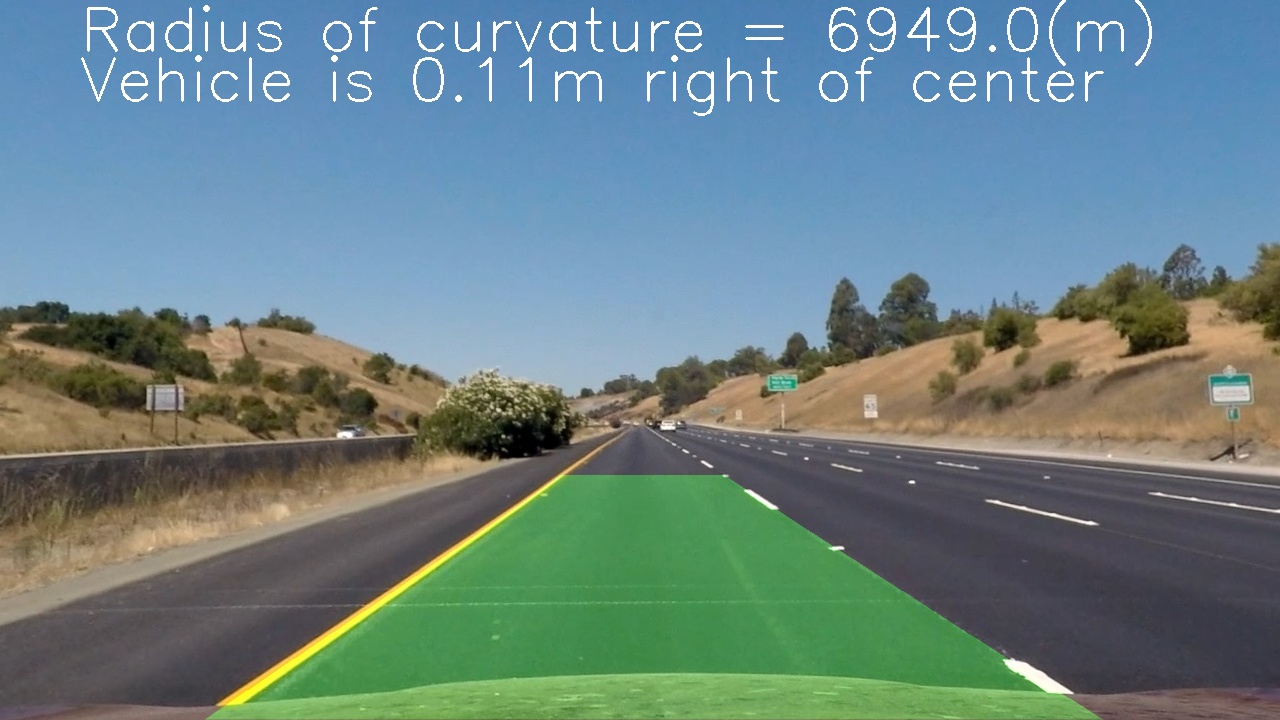 Radius of curvature = 6949.0(m)
Vehicle is 0.11m right of center